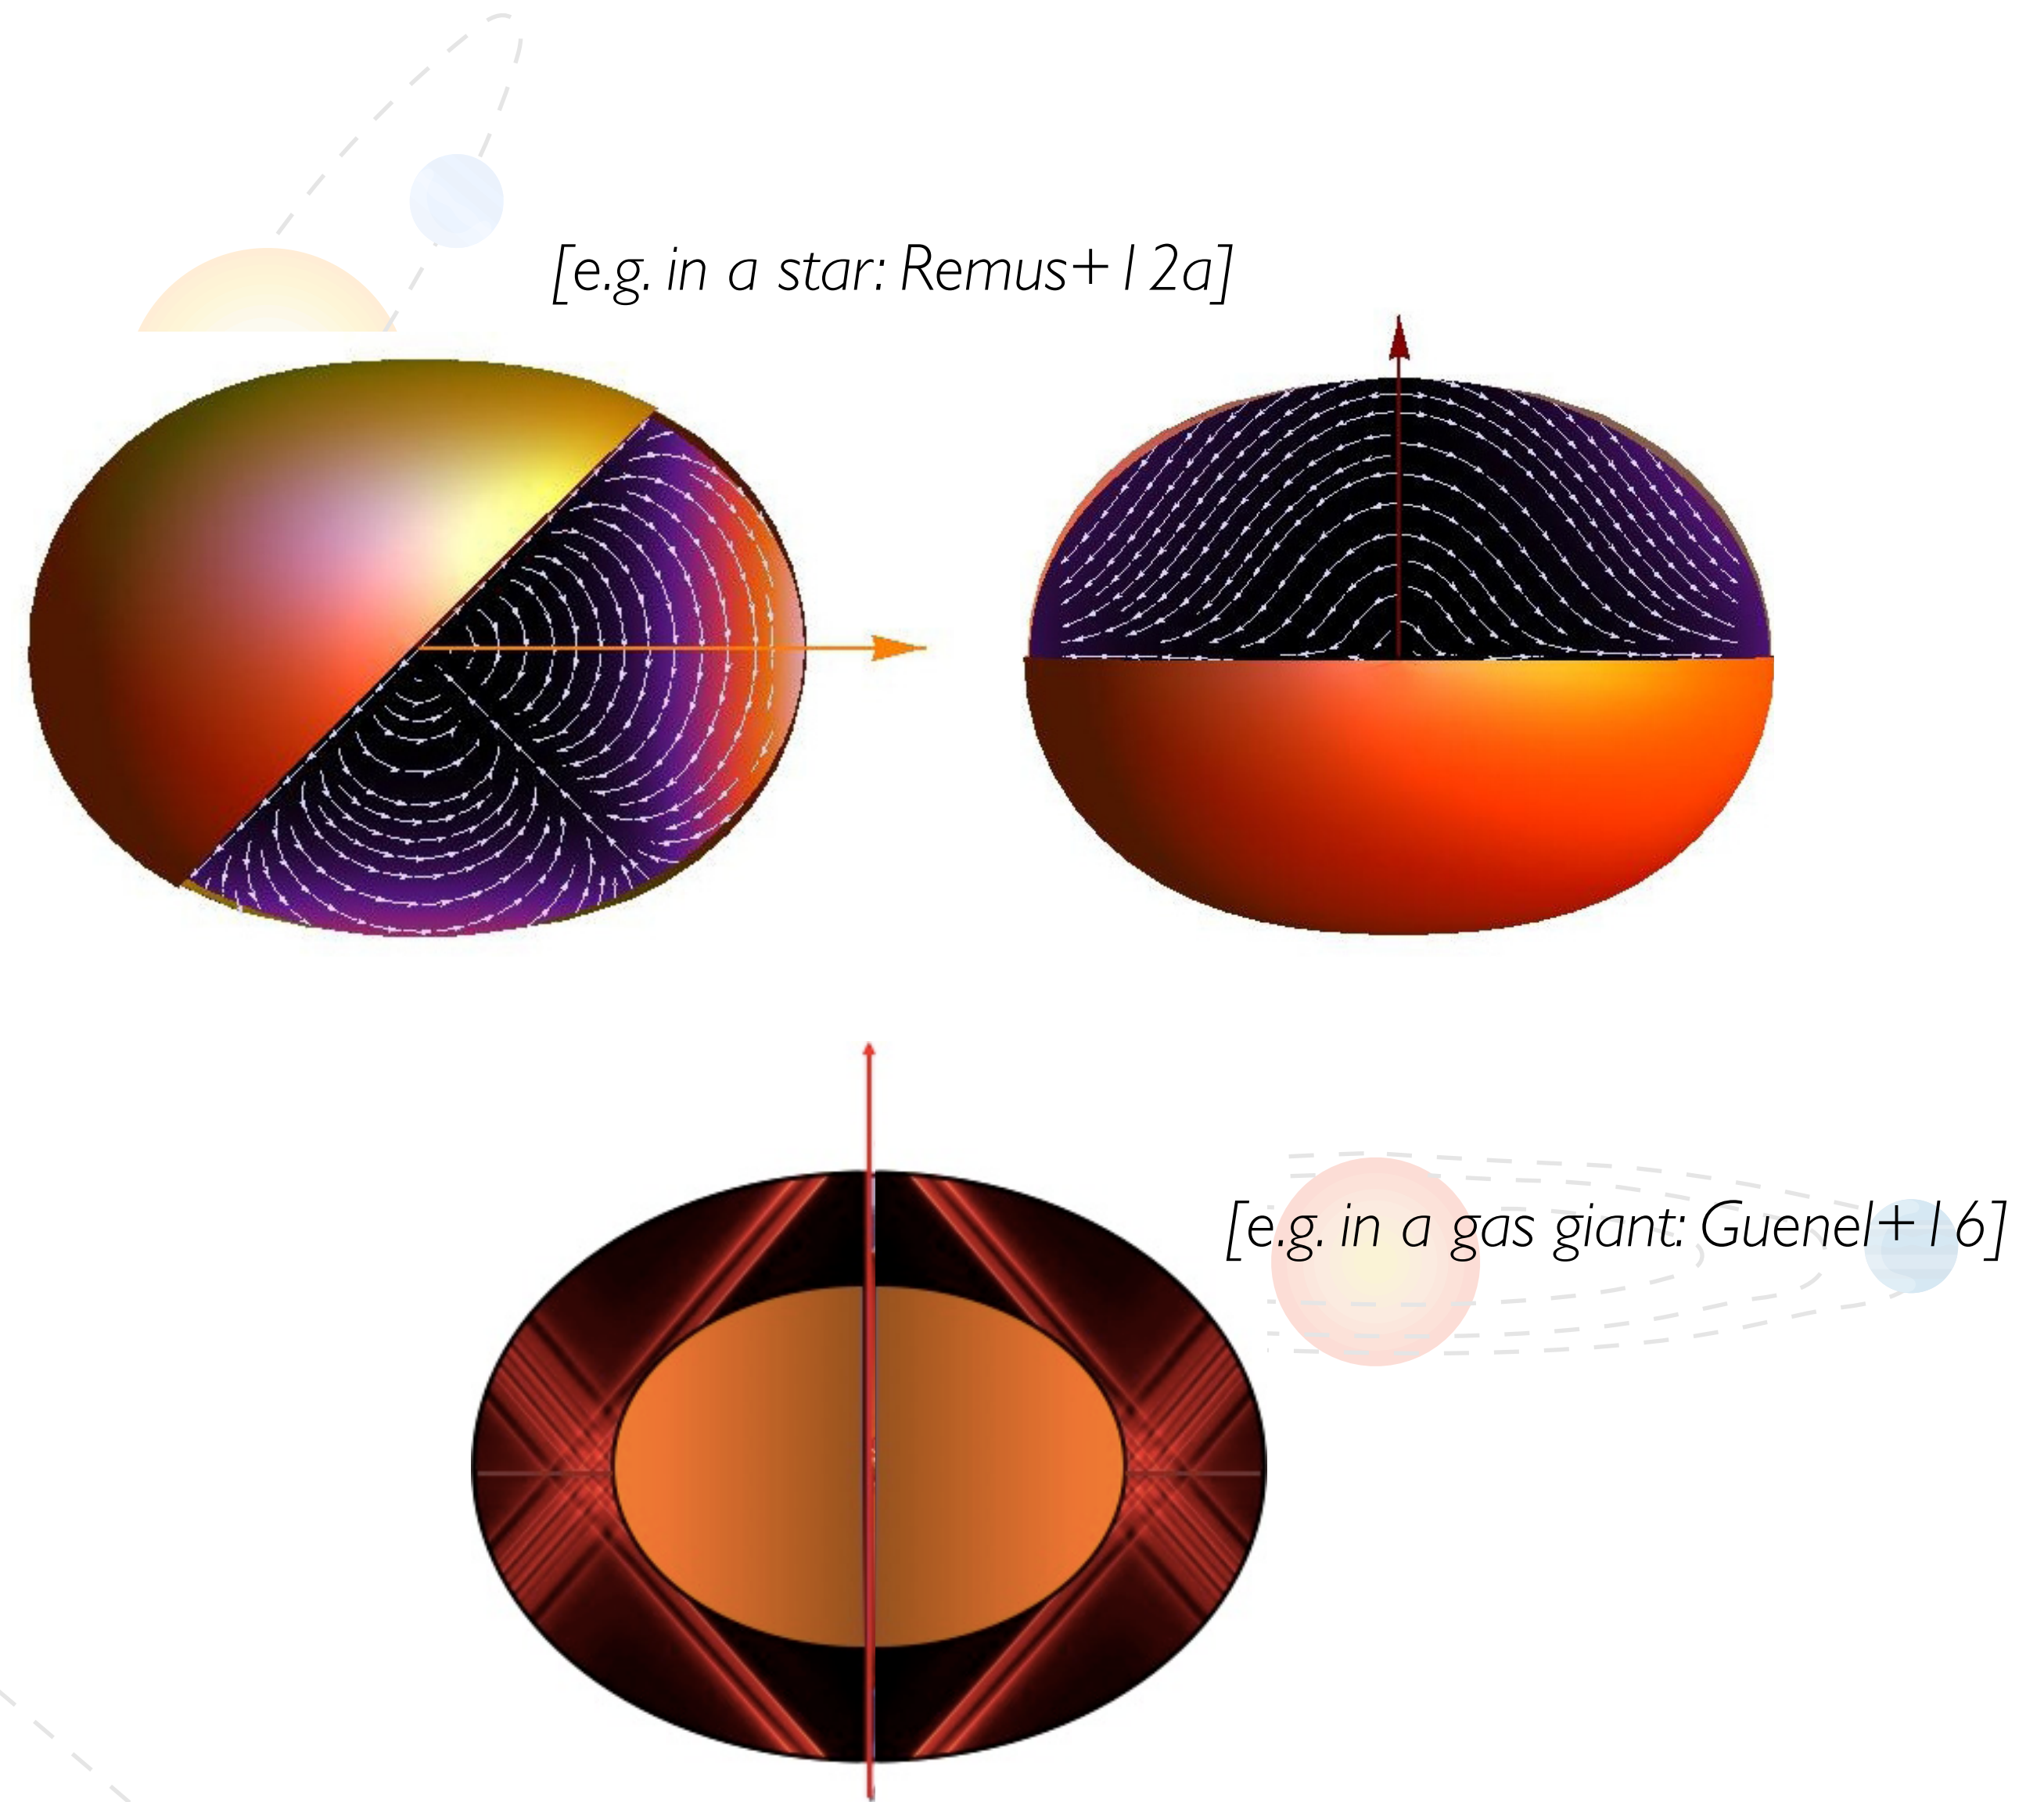 [e.g. in a star: Remus+12a]
[e.g. in a gas giant: Guenel+16]